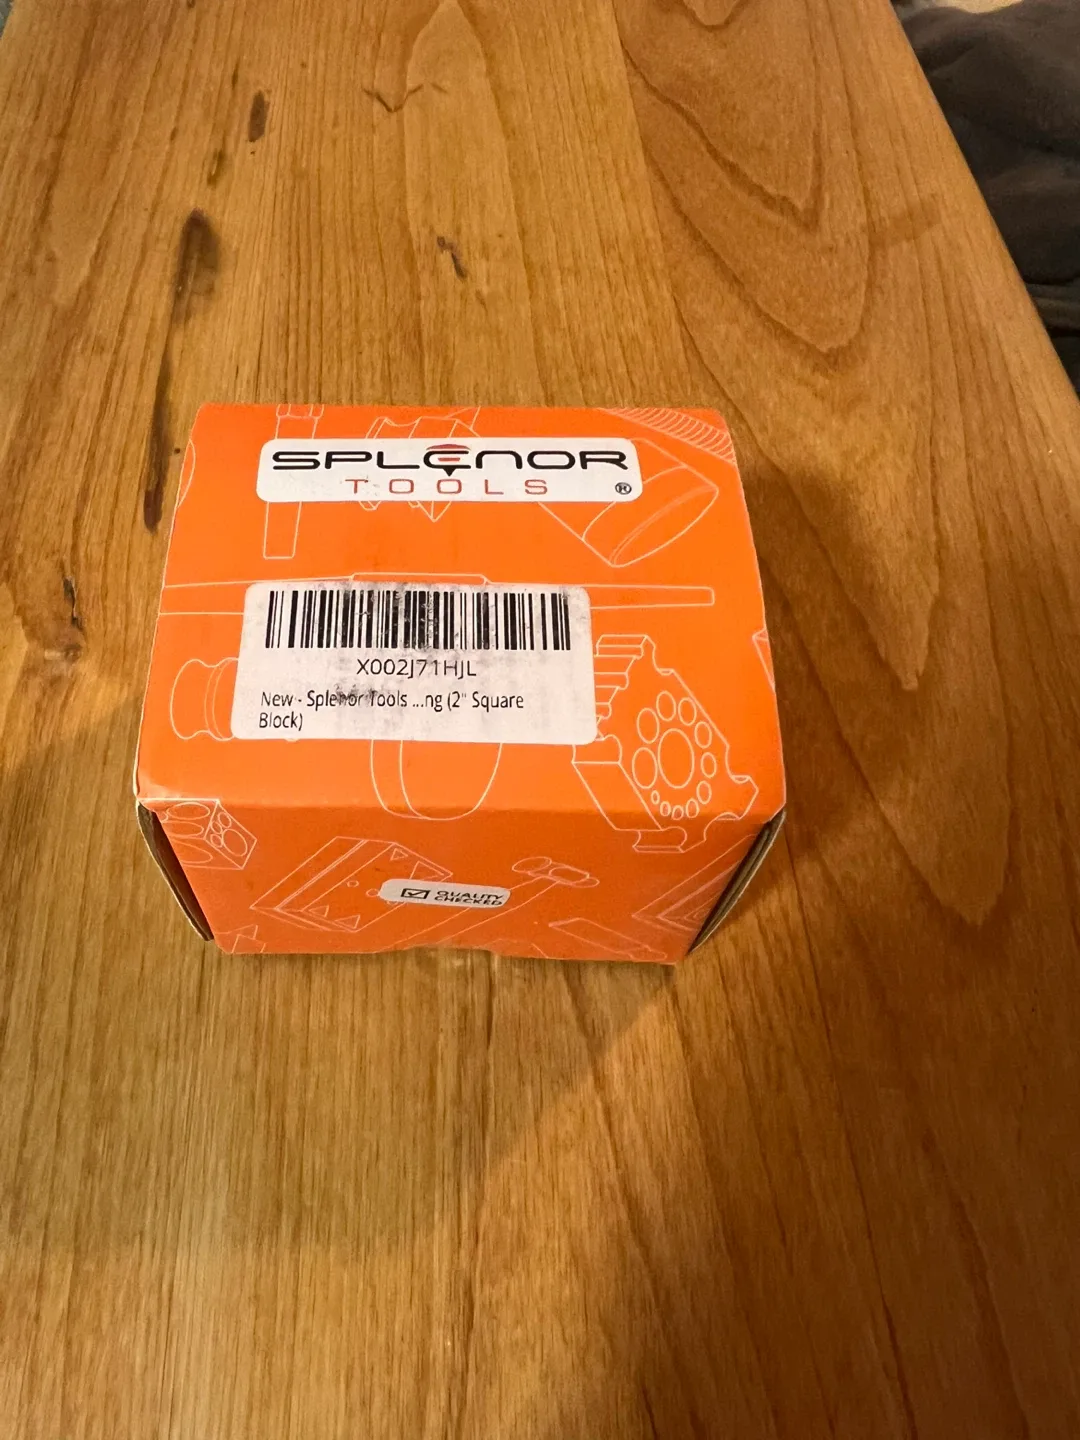 SPLENOR
TOOLS ®
X002J71HJL
New - Splenor Tools ...ng (2" Square
Block)
QUALITY
CHECKED